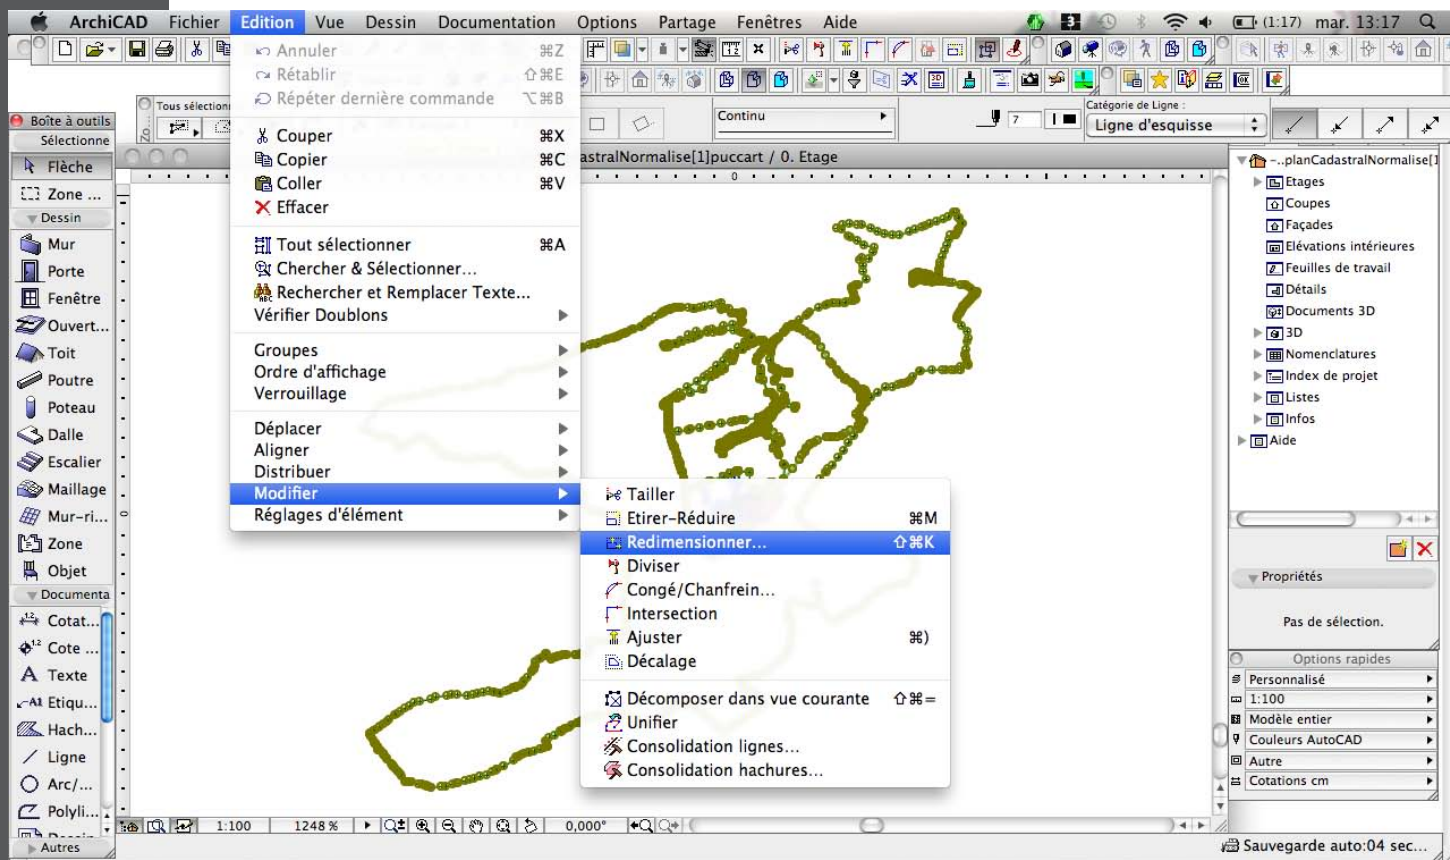 ArchiCAD Fichier Edition Vue Dessin Documentation Options Partage Fenêtres Aide (1:17) mar. 13:17
Annuler ⌘Z
Rétablir ⇧⌘E
Répéter dernière commande ⌥⌘B
Couper ⌘X
Copier ⌘C
Coller ⌘V
Effacer
Tout sélectionner ⌘A
Chercher & Sélectionner...
Rechercher et Remplacer Texte...
Vérifier Doublons
Groupes
Ordre d'affichage
Verrouillage
Déplacer
Aligner
Distribuer
Modifier
Réglages d'élément
Tailler
Etirer-Réduire ⌘M
Redimensionner... ⇧⌘K
Diviser
Congé/Chanfrein...
Intersection
Ajuster ⌘)
Décalage
Décomposer dans vue courante ⇧⌘=
Unifier
Consolidation lignes...
Consolidation hachures...
Tous sélectionn
Zo...
Continu
7
Catégorie de Ligne :
Ligne d'esquisse
astralNormalise[1]puccart / 0. Etage
0
Boîte à outils
Sélectionne
Flèche
Zone ...
Dessin
Mur
Porte
Fenêtre
Ouvert...
Toit
Poutre
Poteau
Dalle
Escalier
Maillage
Mur-ri...
Zone
Objet
Documenta
Cotat...
Cote ...
Texte
Etiqu...
Hach...
Ligne
Arc/...
Polyli...
Autres
-..planCadastralNormalise[1
Etages
Coupes
Façades
Elévations intérieures
Feuilles de travail
Détails
Documents 3D
3D
Nomenclatures
Index de projet
Listes
Infos
Aide
Propriétés
Pas de sélection.
Options rapides
Personnalisé
1:100
Modèle entier
Couleurs AutoCAD
Autre
Cotations cm
1:100 1248 % 0,000°
Sauvegarde auto:04 sec...